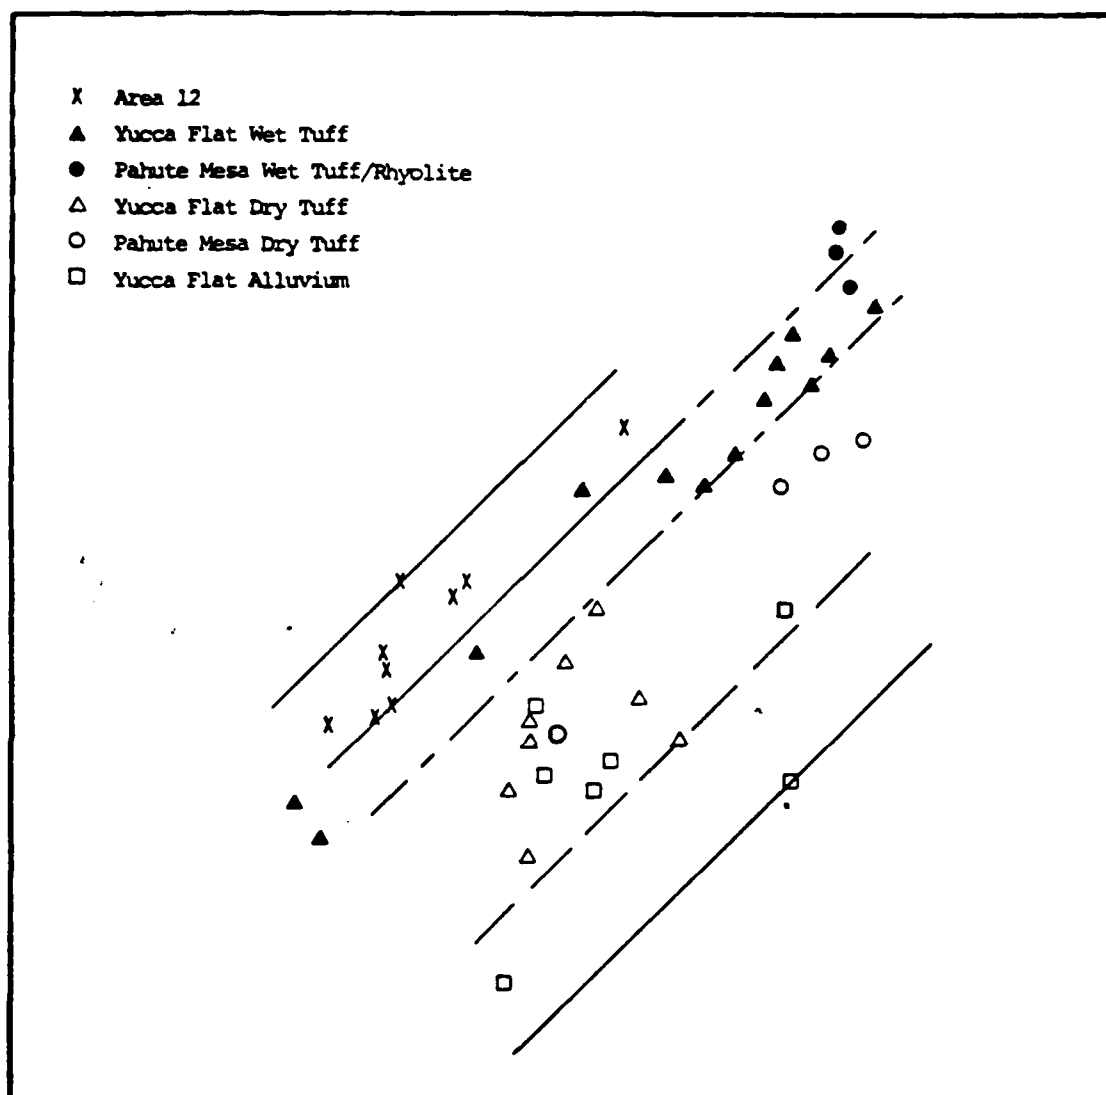 X Area 12
▲ Yucca Flat Wet Tuff
● Pahute Mesa Wet Tuff/Rhyolite
△ Yucca Flat Dry Tuff
○ Pahute Mesa Dry Tuff
□ Yucca Flat Alluvium